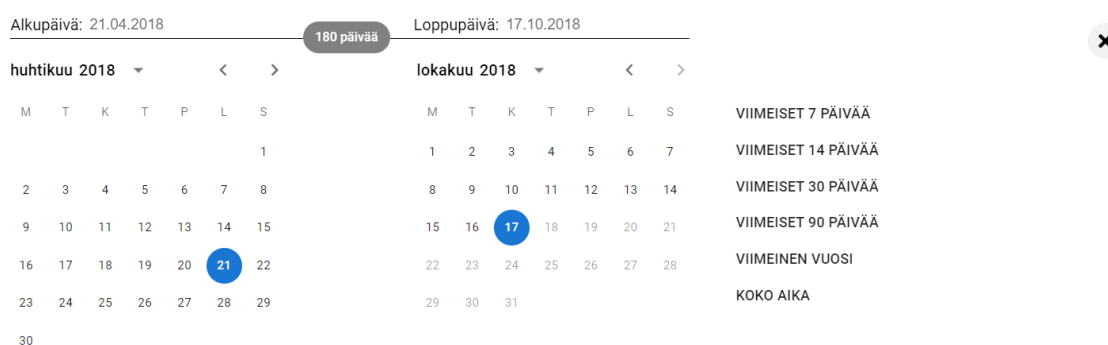 Alkupäivä: 21.04.2018
180 päivää
Loppupäivä: 17.10.2018
huhtikuu 2018
M T K T P L S
1
2 3 4 5 6 7 8
9 10 11 12 13 14 15
16 17 18 19 20 21 22
23 24 25 26 27 28 29
30
lokakuu 2018
M T K T P L S
1 2 3 4 5 6 7
8 9 10 11 12 13 14
15 16 17 18 19 20 21
22 23 24 25 26 27 28
29 30 31
VIIMEISET 7 PÄIVÄÄ
VIIMEISET 14 PÄIVÄÄ
VIIMEISET 30 PÄIVÄÄ
VIIMEISET 90 PÄIVÄÄ
VIIMEINEN VUOSI
KOKO AIKA